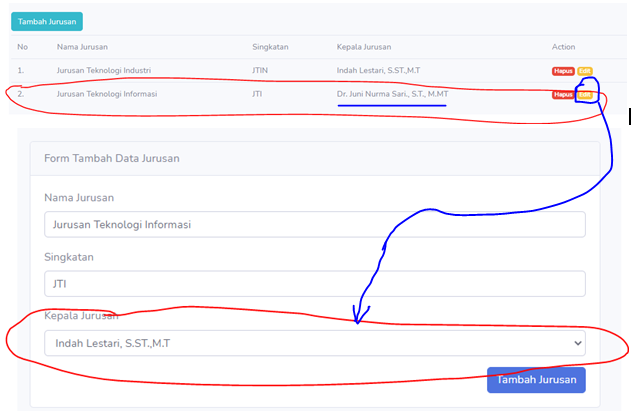 Tambah Jurusan
No Nama Jurusan Singkatan Kepala Jurusan Action
1. Jurusan Teknologi Industri JTIN Indah Lestari, S.ST.,M.T Hapus Edit
2. Jurusan Teknologi Informasi JTI Dr. Juni Nurma Sari., S.T., M.MT Hapus Edit
Form Tambah Data Jurusan
Nama Jurusan
Jurusan Teknologi Informasi
Singkatan
JTI
Kepala Jurusan
Indah Lestari, S.ST.,M.T
Tambah Jurusan